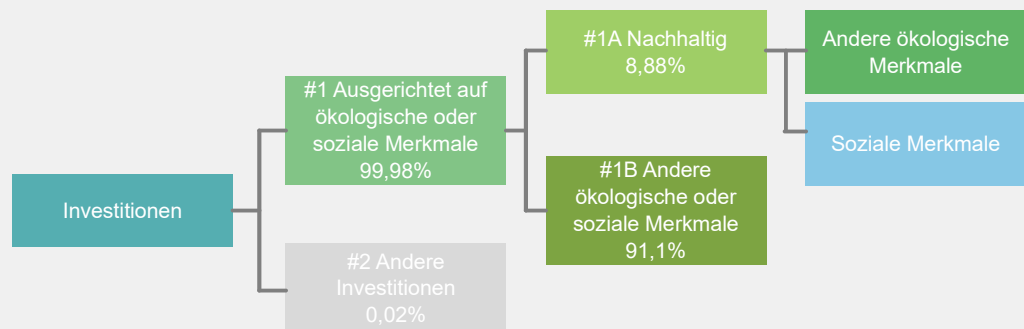 Investitionen
#1 Ausgerichtet auf
ökologische oder
soziale Merkmale
99,98%
#2 Andere
Investitionen
0,02%
#1A Nachhaltig
8,88%
#1B Andere
ökologische oder
soziale Merkmale
91,1%
Andere ökologische
Merkmale
Soziale Merkmale